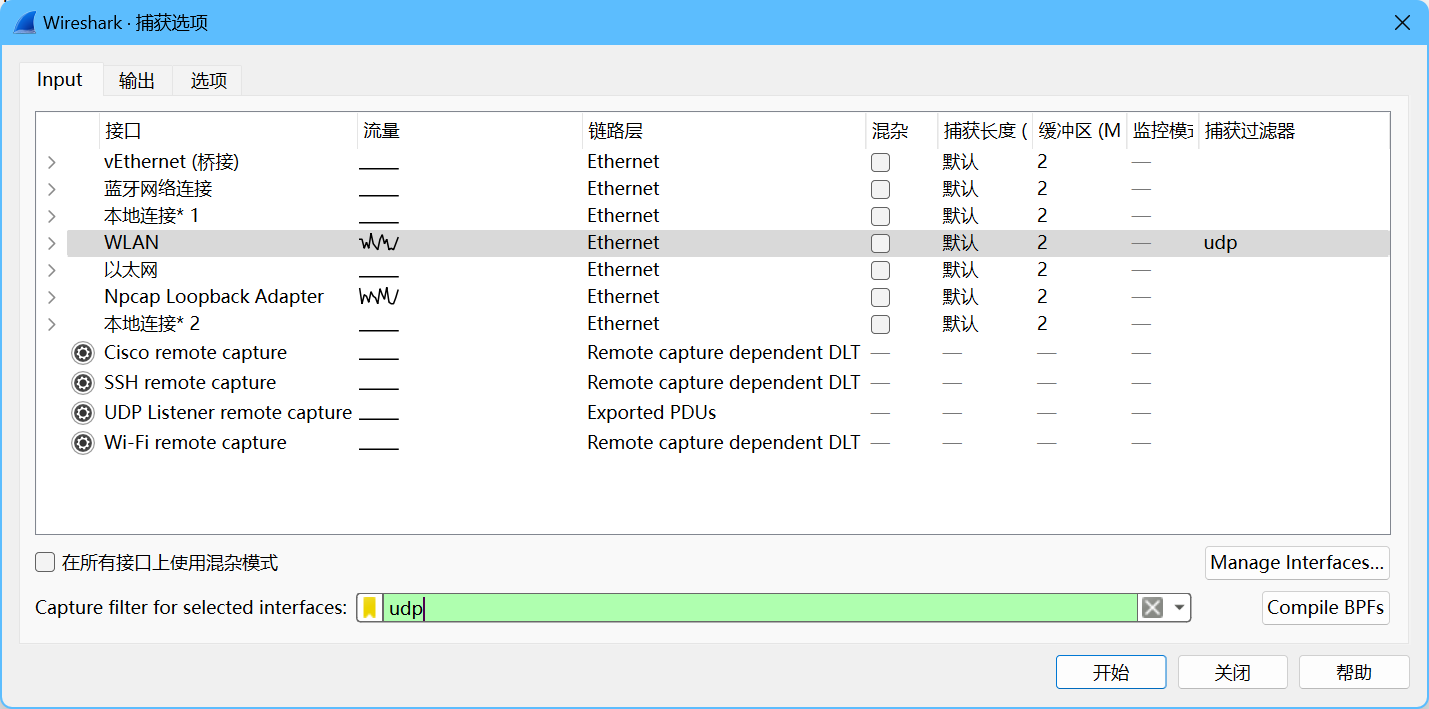 Wireshark · 捕获选项
Input 输出 选项
接口 流量 链路层 混杂 捕获长度 ( 缓冲区 (M 监控模式 捕获过滤器
vEthernet (桥接) Ethernet 默认 2 —
蓝牙网络连接 Ethernet 默认 2 —
本地连接* 1 Ethernet 默认 2 —
WLAN Ethernet 默认 2 — udp
以太网 Ethernet 默认 2 —
Npcap Loopback Adapter Ethernet 默认 2 —
本地连接* 2 Ethernet 默认 2 —
Cisco remote capture Remote capture dependent DLT — — — —
SSH remote capture Remote capture dependent DLT — — — —
UDP Listener remote capture Exported PDUs — — — —
Wi-Fi remote capture Remote capture dependent DLT — — — —
在所有接口上使用混杂模式 Manage Interfaces...
Capture filter for selected interfaces: udp Compile BPFs
开始 关闭 帮助